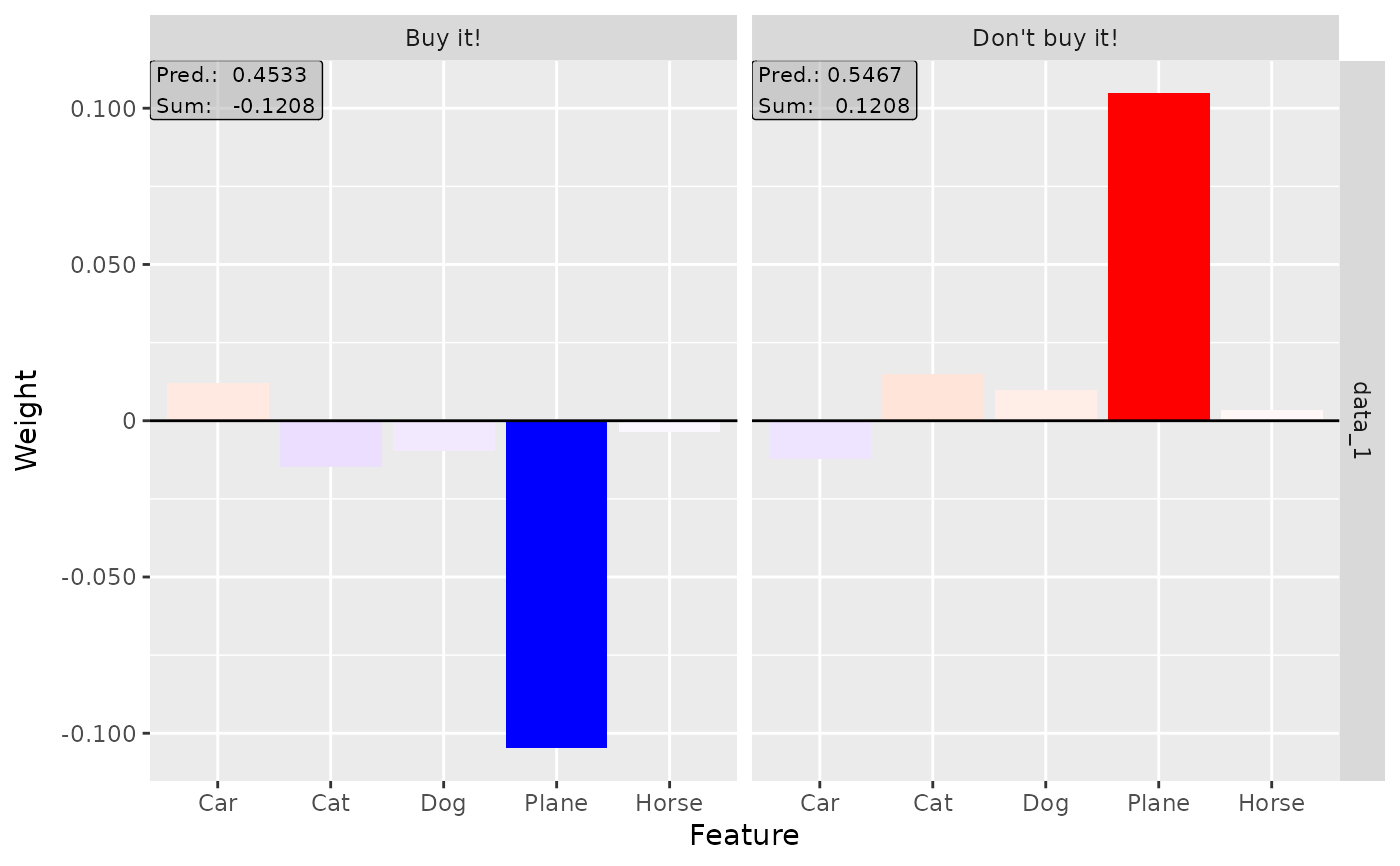 Buy it!
Don't buy it!
Pred.: 0.4533
Sum: -0.1208
Pred.: 0.5467
Sum: 0.1208
0.100
0.050
0
-0.050
-0.100
Weight
data_1
Car Cat Dog Plane Horse
Car Cat Dog Plane Horse
Feature